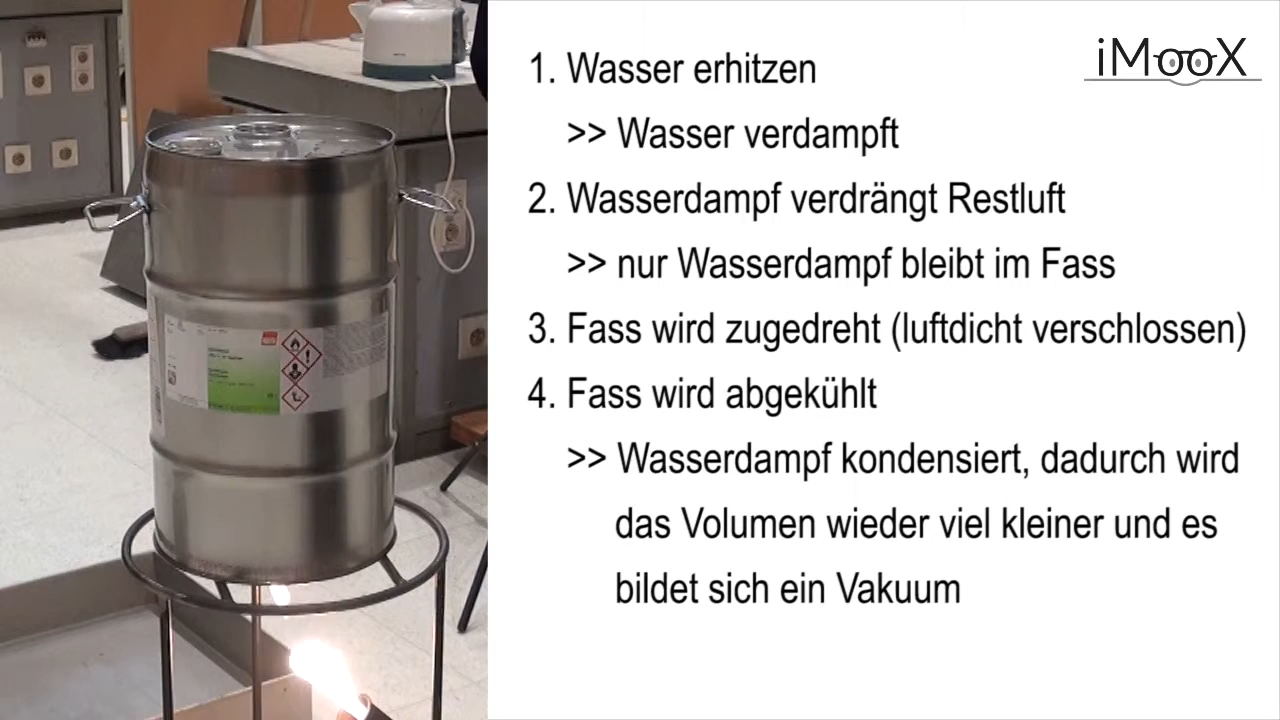 iMooX
1. Wasser erhitzen
>> Wasser verdampft
2. Wasserdampf verdrängt Restluft
>> nur Wasserdampf bleibt im Fass
3. Fass wird zugedreht (luftdicht verschlossen)
4. Fass wird abgekühlt
>> Wasserdampf kondensiert, dadurch wird
das Volumen wieder viel kleiner und es
bildet sich ein Vakuum